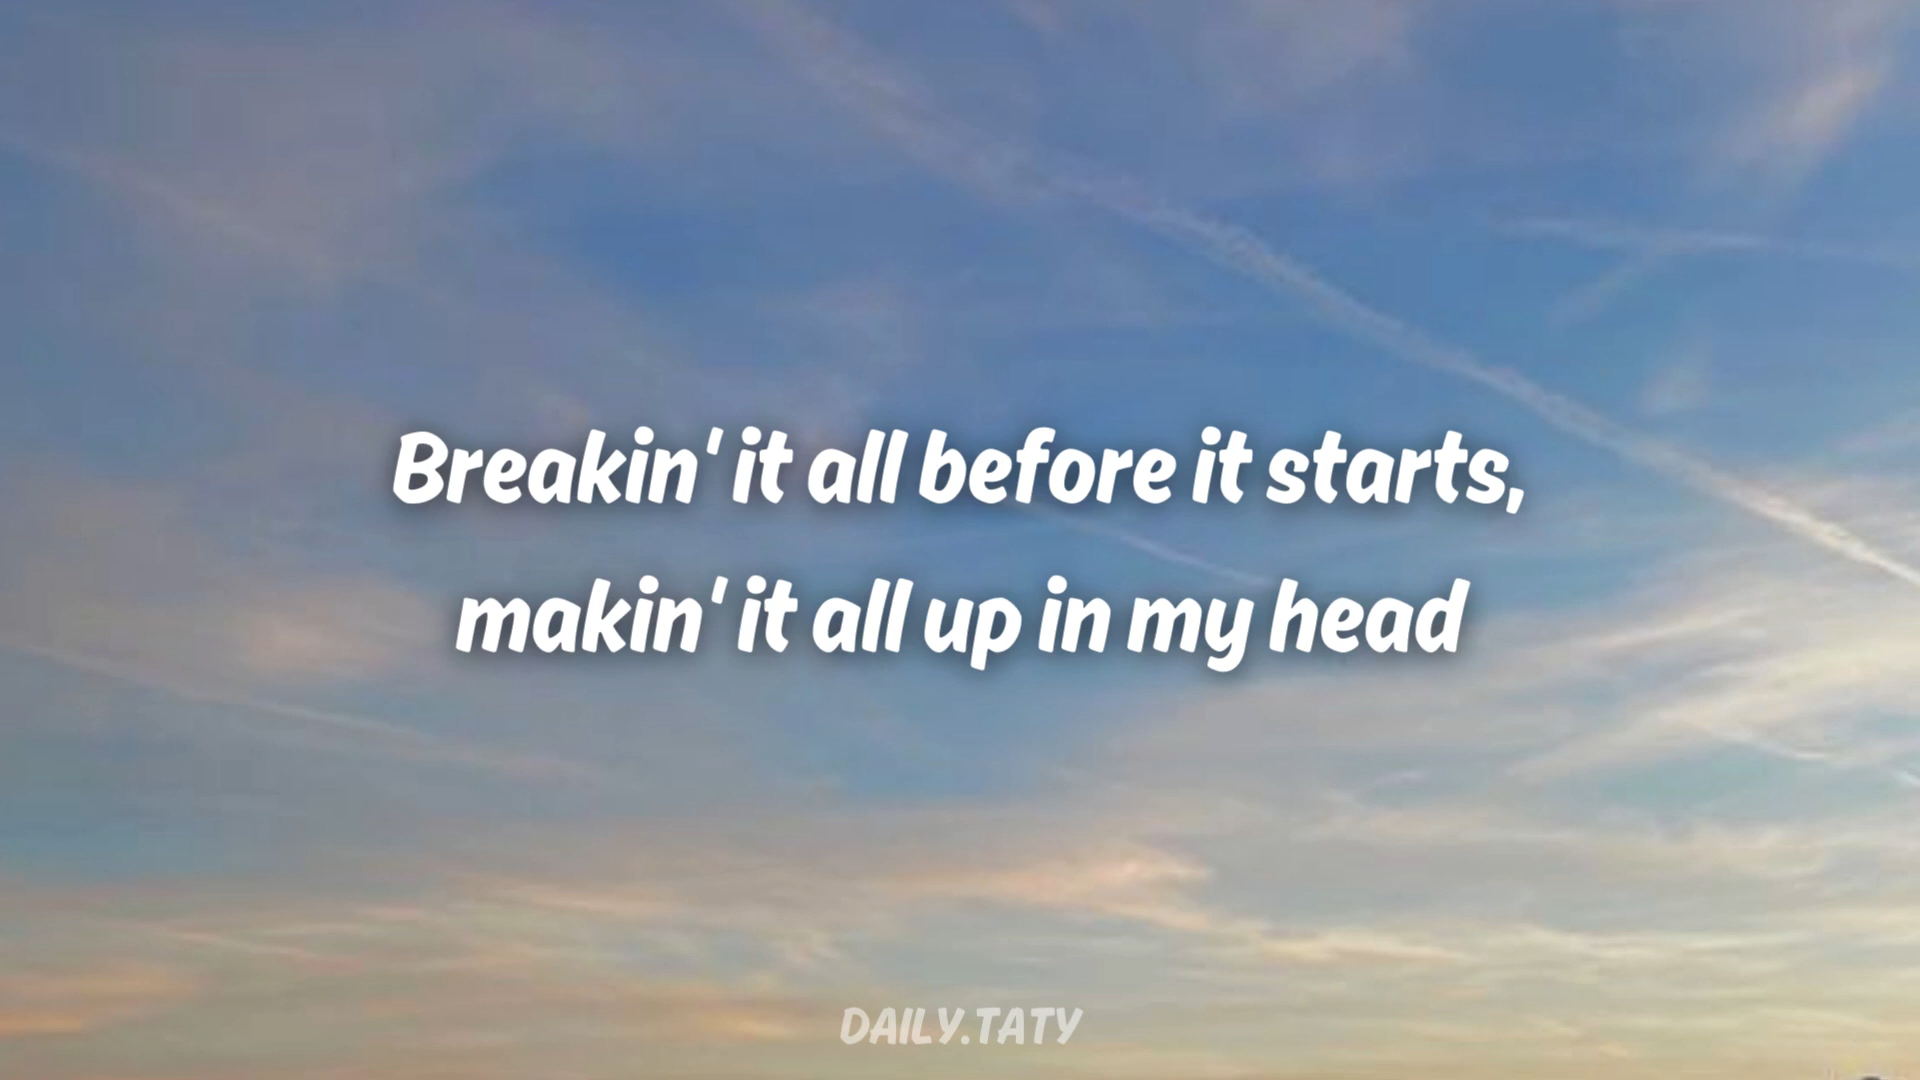 Breakin' it all before it starts,
makin' it all up in my head
DAILY.TATY